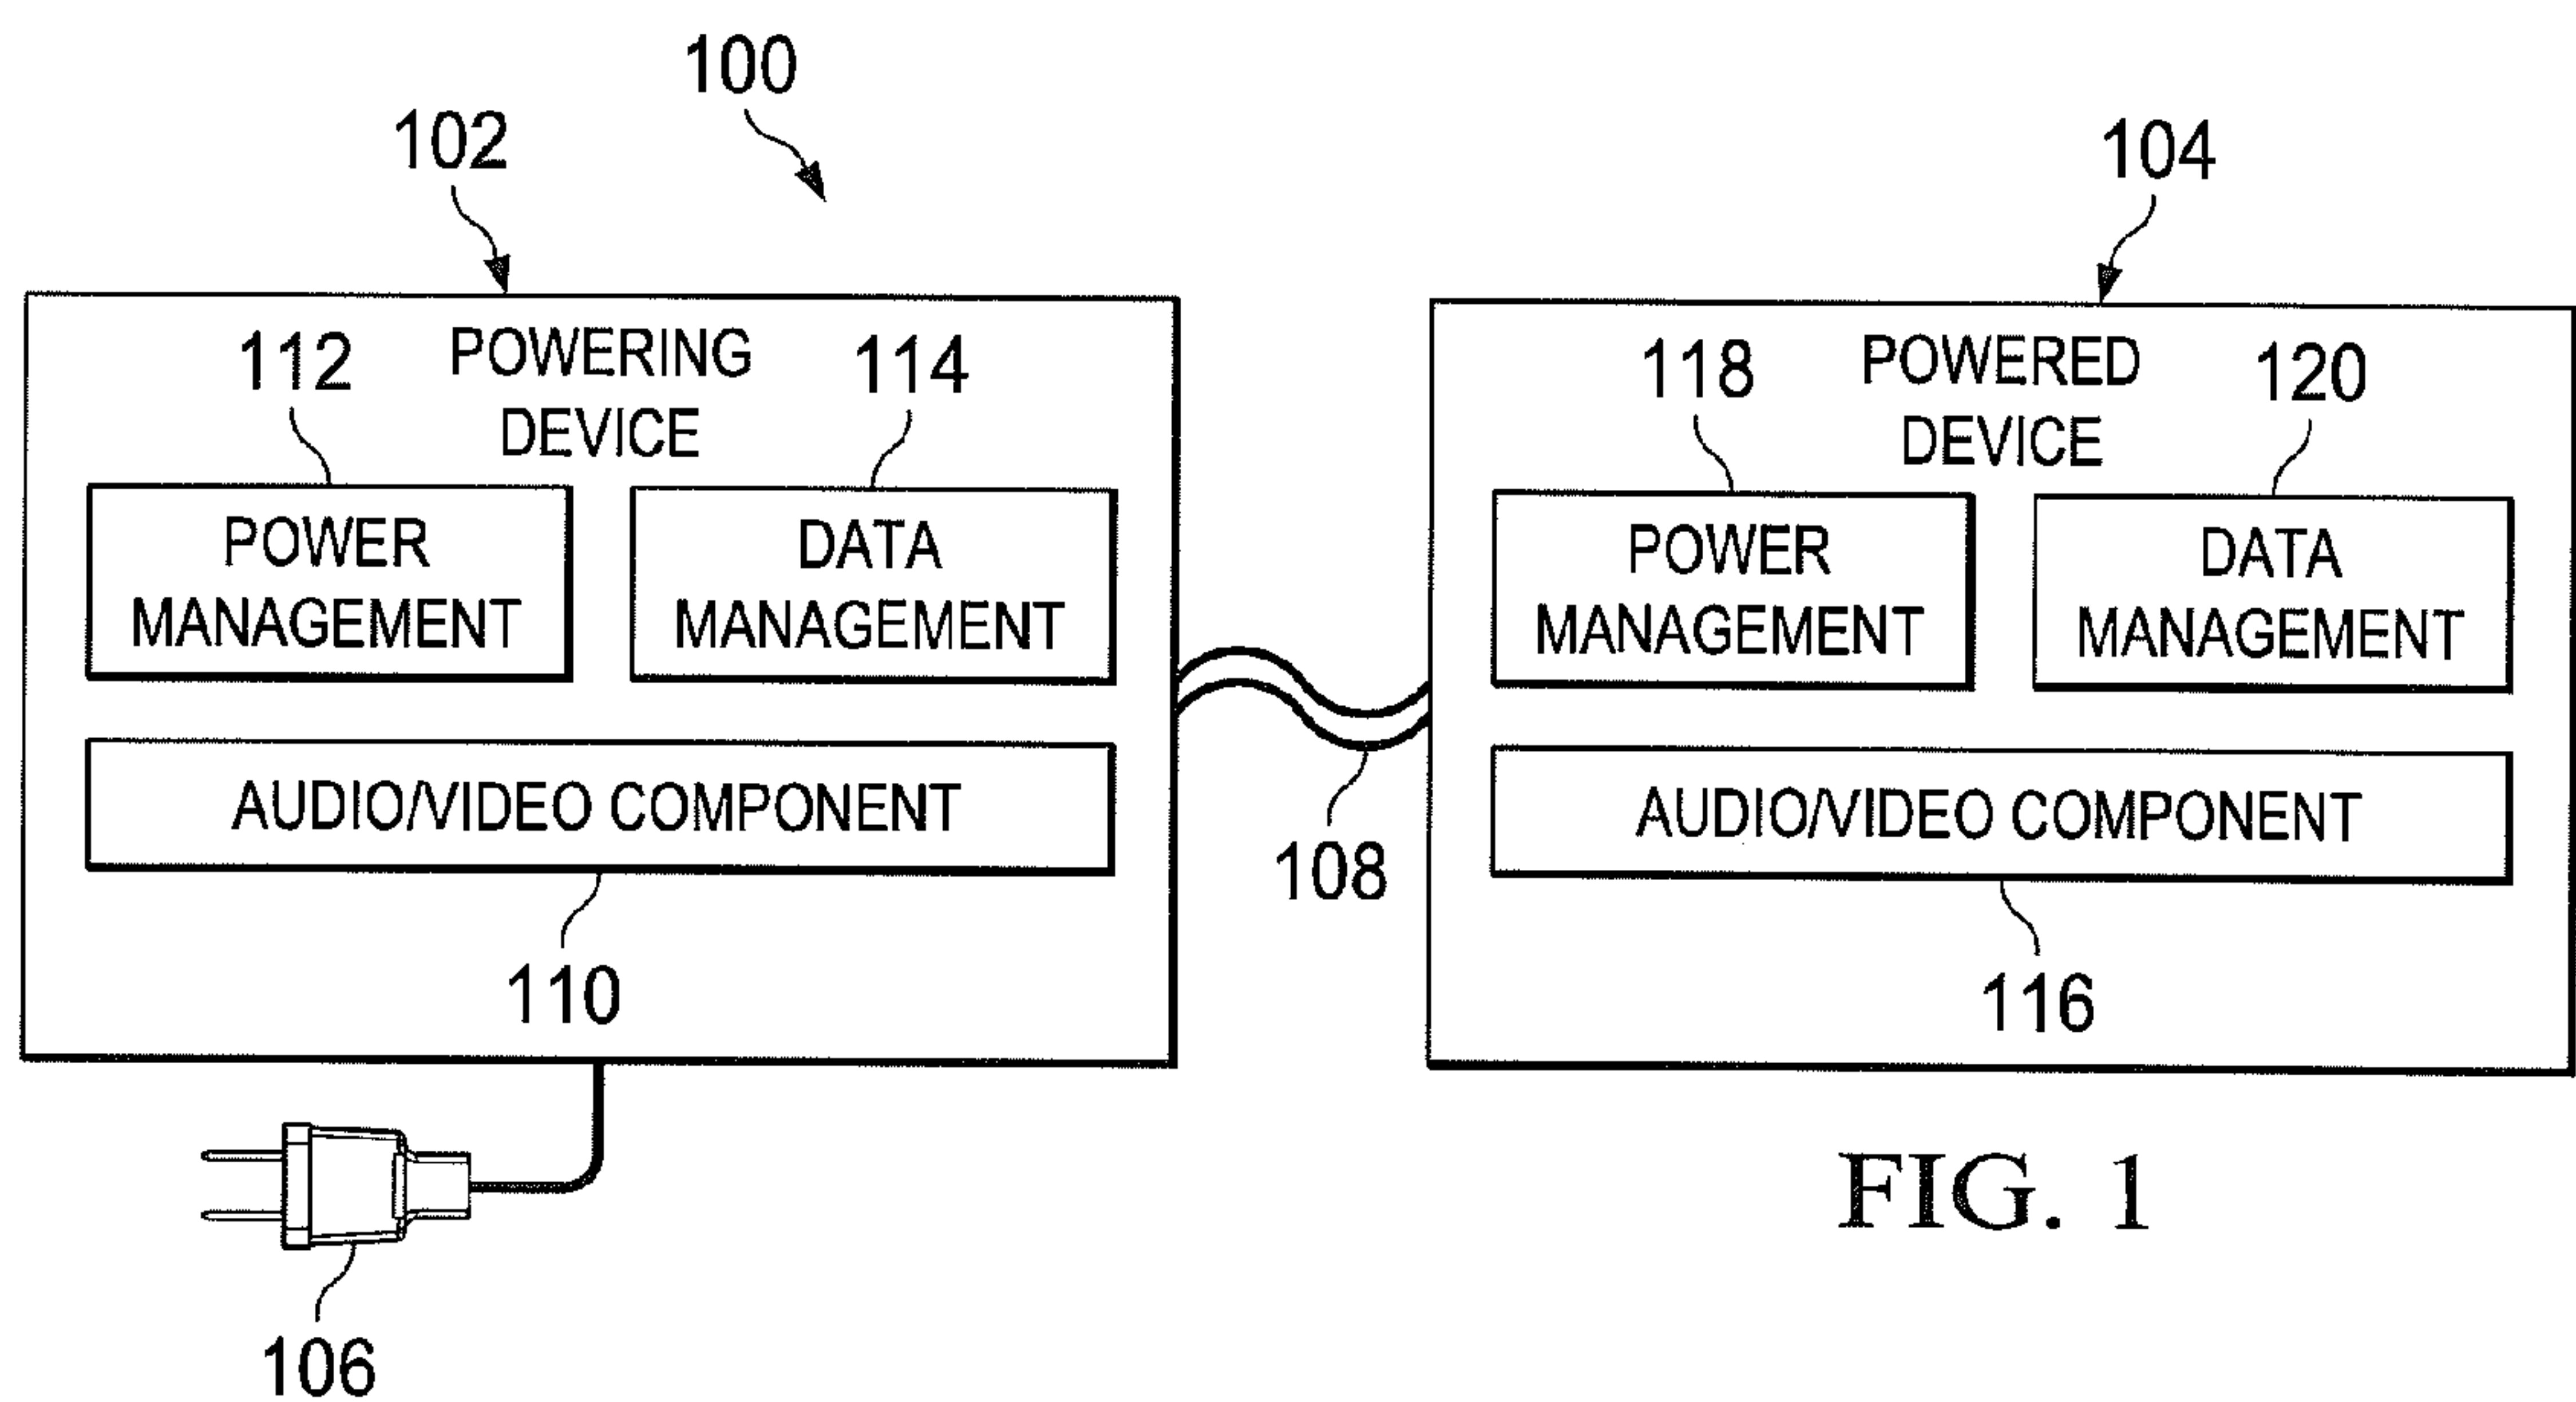 100
102
104
POWERING
DEVICE
112
114
POWER
MANAGEMENT
DATA
MANAGEMENT
AUDIO/VIDEO COMPONENT
110
106
108
POWERED
DEVICE
118
120
POWER
MANAGEMENT
DATA
MANAGEMENT
AUDIO/VIDEO COMPONENT
116
FIG. 1